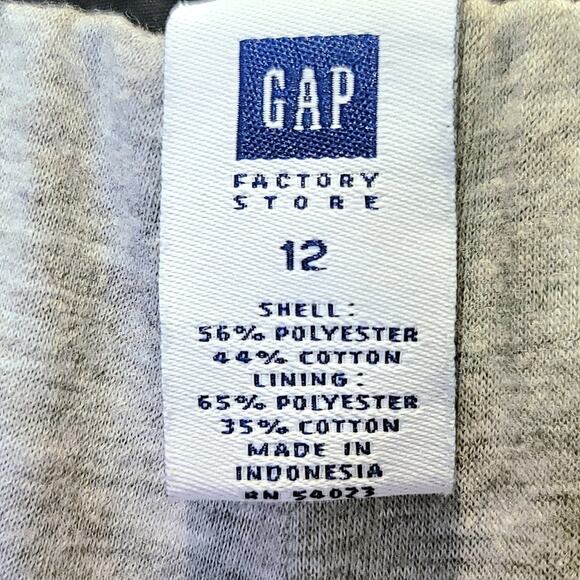 GAP
FACTORY
STORE
12
SHELL:
56% POLYESTER
44% COTTON
LINING:
65% POLYESTER
35% COTTON
MADE IN
INDONESIA
RN 54023